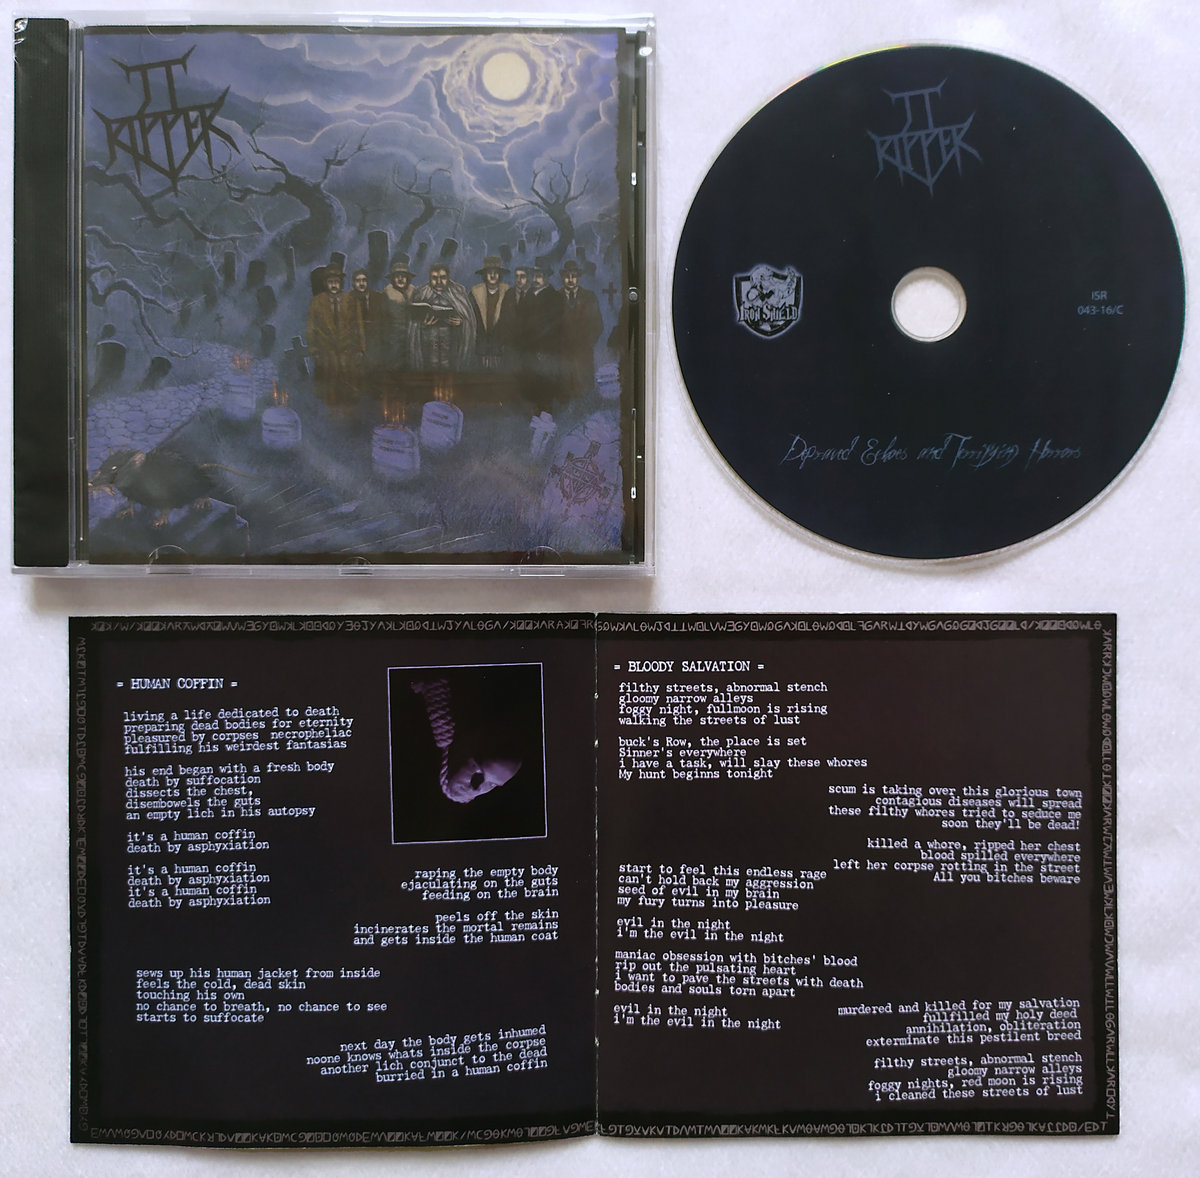 JT
RIPPER
JT
RIPPER
IRON SHIELD
ISR
043-16/C
Depraved Echoes and Terrifying Horrors
= HUMAN COFFIN =
living a life dedicated to death
preparing dead bodies for eternity
pleasured by corpses necropheliac
fulfilling his weirdest fantasias
his end began with a fresh body
death by suffocation
dissects the chest,
disembowels the guts
an empty lich in his autopsy
it's a human coffin
death by asphyxiation
it's a human coffin
death by asphyxiation
it's a human coffin
death by asphyxiation
raping the empty body
ejaculating on the guts
feeding on the brain
peels off the skin
incinerates the mortal remains
and gets inside the human coat
sews up his human jacket from inside
feels the cold, dead skin
touching his own
no chance to breath, no chance to see
starts to suffocate
next day the body gets inhumed
noone knows whats inside the corpse
another lich conjunct to the dead
burried in a human coffin
= BLOODY SALVATION =
filthy streets, abnormal stench
gloomy narrow alleys
foggy night, fullmoon is rising
walking the streets of lust
buck's Row, the place is set
Sinner's everywhere
i have a task, will slay these whores
My hunt beginns tonight
scum is taking over this glorious town
contagious diseases will spread
these filthy whores tried to seduce me
soon they'll be dead!
killed a whore, ripped her chest
blood spilled everywhere
left her corpse rotting in the street
All you bitches beware
start to feel this endless rage
can't hold back my aggression
seed of evil in my brain
my fury turns into pleasure
evil in the night
i'm the evil in the night
maniac obsession with bitches' blood
rip out the pulsating heart
i want to pave the streets with death
bodies and souls torn apart
evil in the night
i'm the evil in the night
murdered and killed for my salvation
fullfilled my holy deed
annihilation, obliteration
exterminate this pestilent breed
filthy streets, abnormal stench
gloomy narrow alleys
foggy nights, red moon is rising
i cleaned these streets of lust